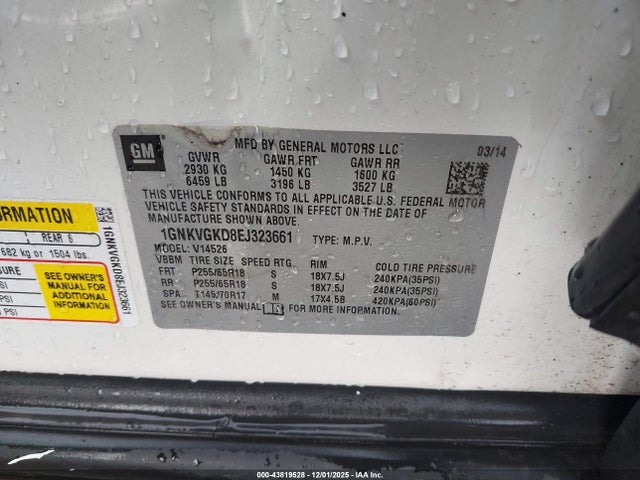 GM
MFD BY GENERAL MOTORS LLC
03/14
GVWR GAWR FRT GAWR RR
2930 KG 1450 KG 1600 KG
6459 LB 3196 LB 3527 LB
THIS VEHICLE CONFORMS TO ALL APPLICABLE U.S. FEDERAL MOTOR
VEHICLE SAFETY STANDARDS IN EFFECT ON THE DATE OF
MANUFACTURE SHOWN ABOVE.
1GNKVGKD8EJ323661 TYPE: M.P.V.
MODEL: V14526
VBBM TIRE SIZE SPEED RTG RIM COLD TIRE PRESSURE
FRT P255/65R18 S 18X7.5J 240KPA(35PSI)
RR P255/65R18 S 18X7.5J 240KPA(35PSI)
SPA T145/70R17 M 17X4.5B 420KPA(60PSI)
SEE OWNER'S MANUAL FOR MORE INFORMATION.
FORMATION
1 REAR 6
682 kg or 1504 lbs.
SURE
SEE OWNER'S
MANUAL FOR
ADDITIONAL
INFORMATION
PSI
PSI
PSI
1GNKVGKD8EJ323661
000-43819528 - 12/01/2025 - IAA Inc.